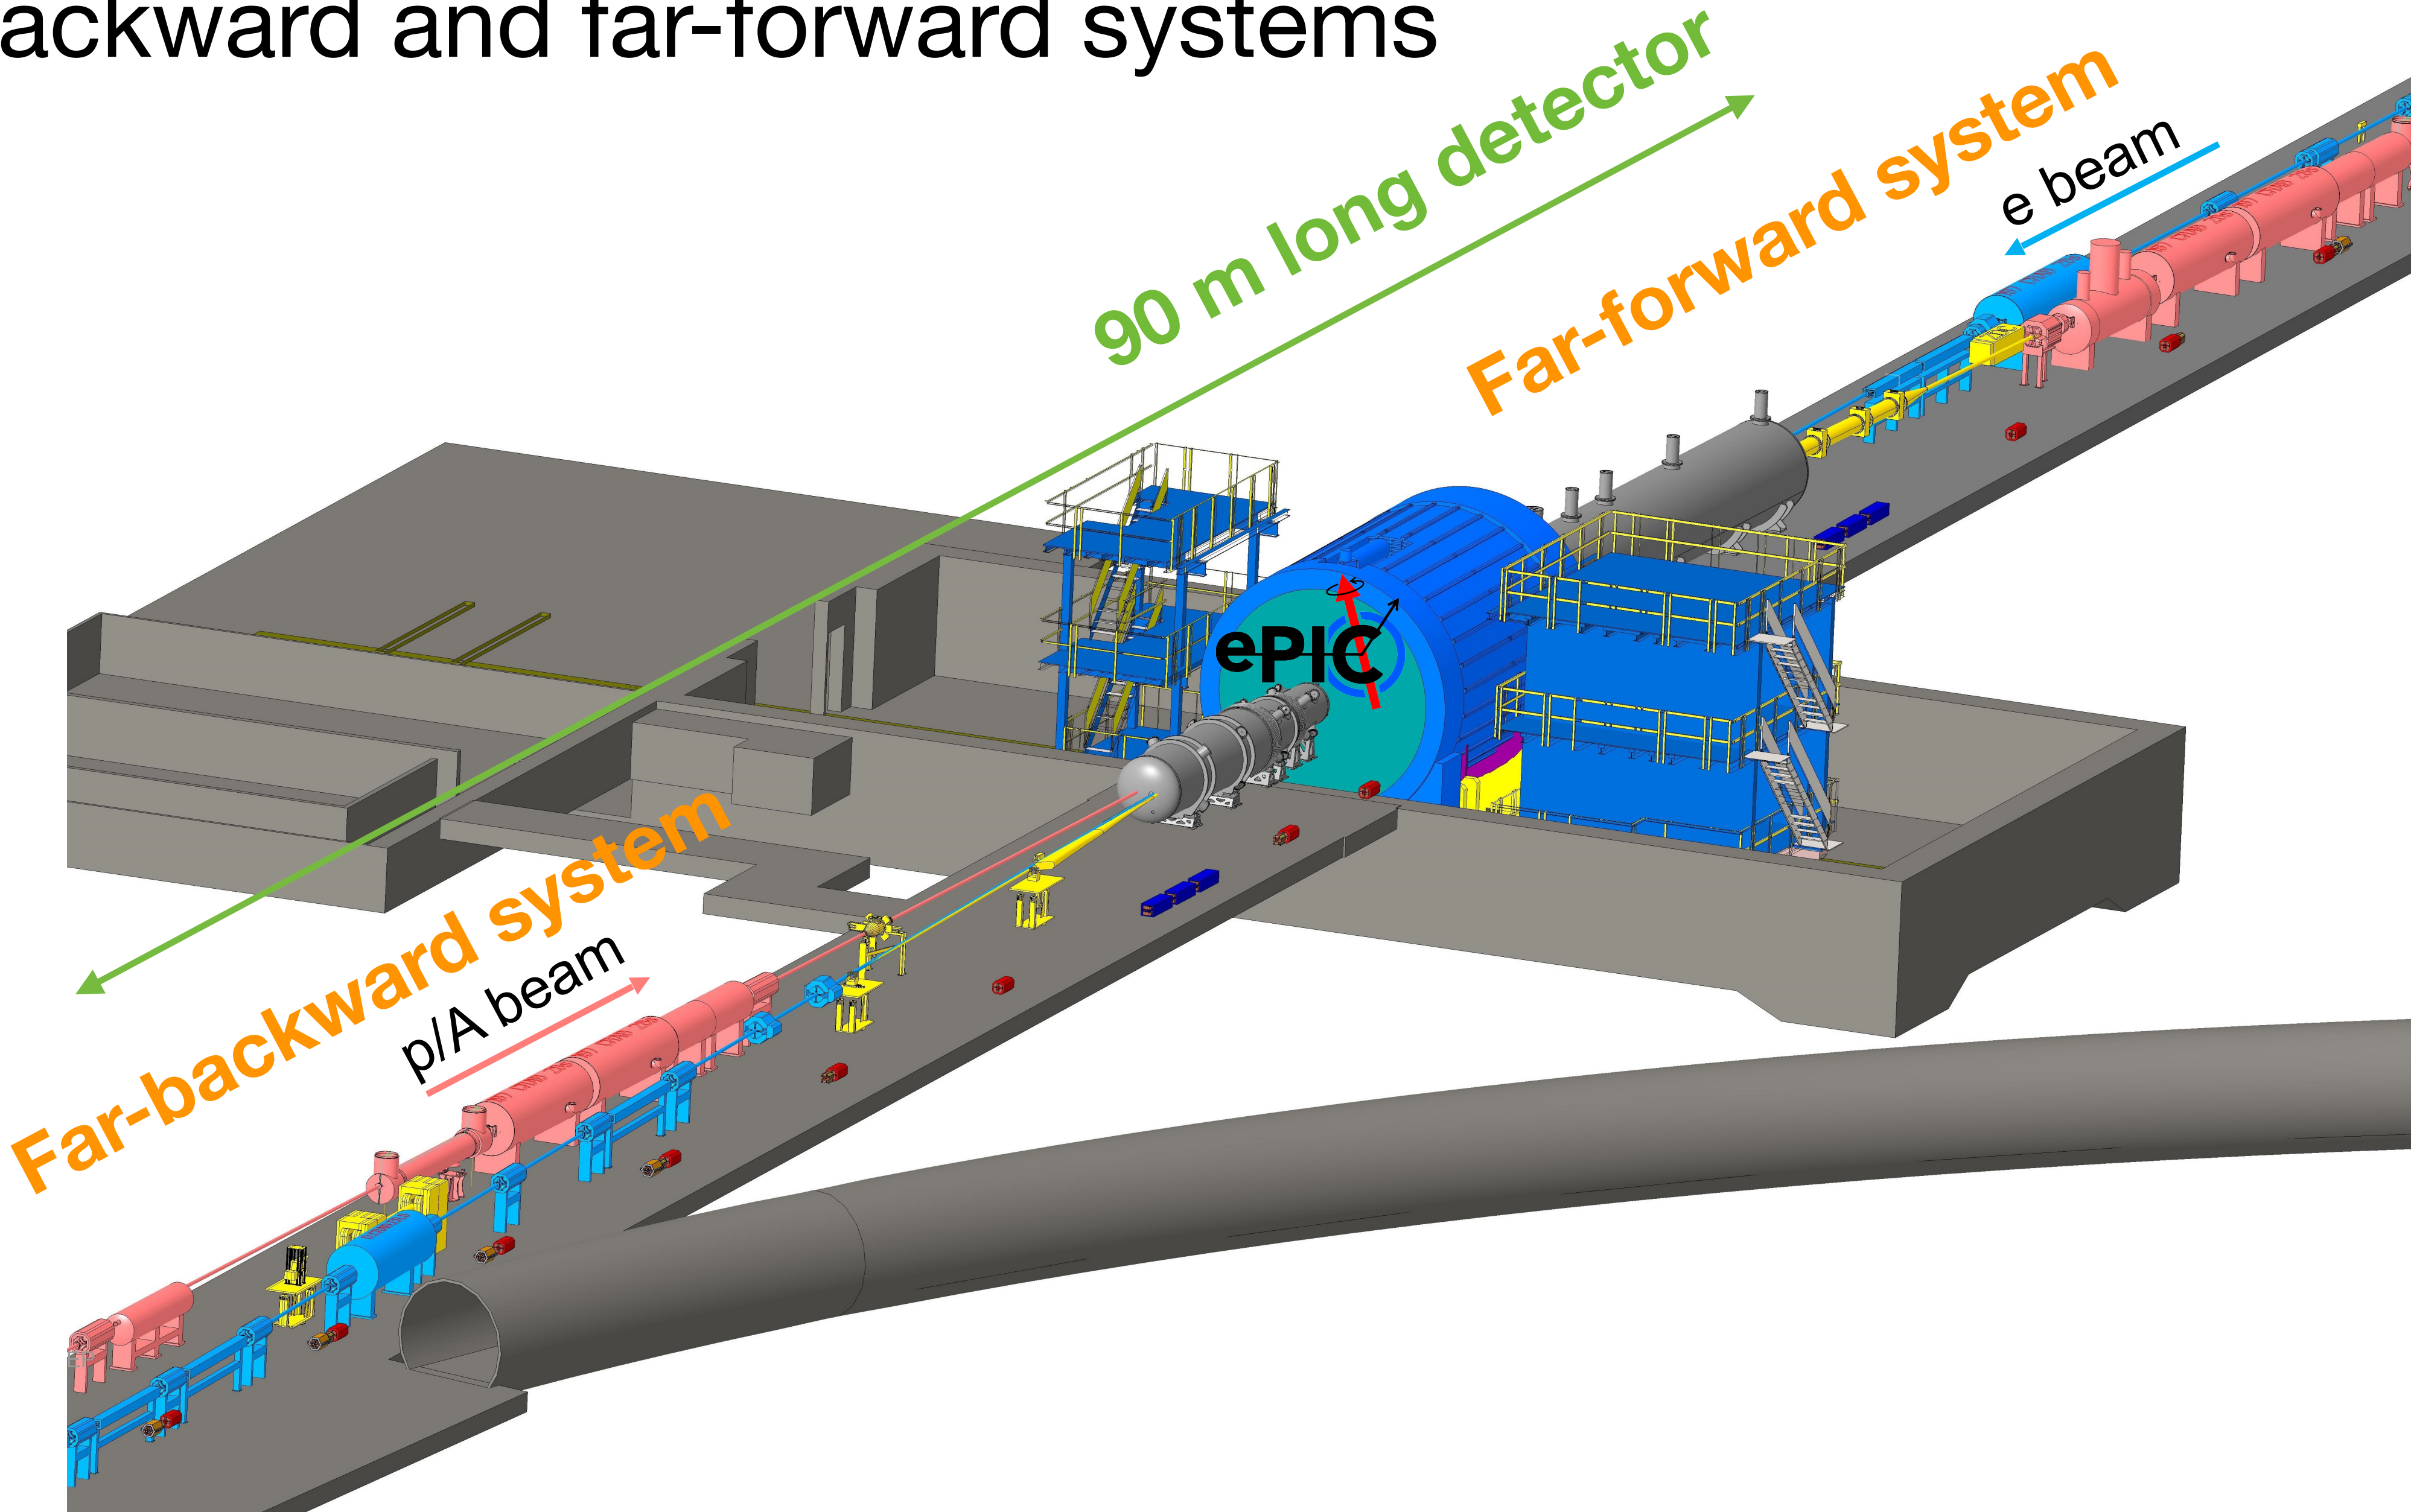 ackward and far-forward systems
90 m long detector
Far-forward system
e beam
ePIC
Far-backward system
p/A beam